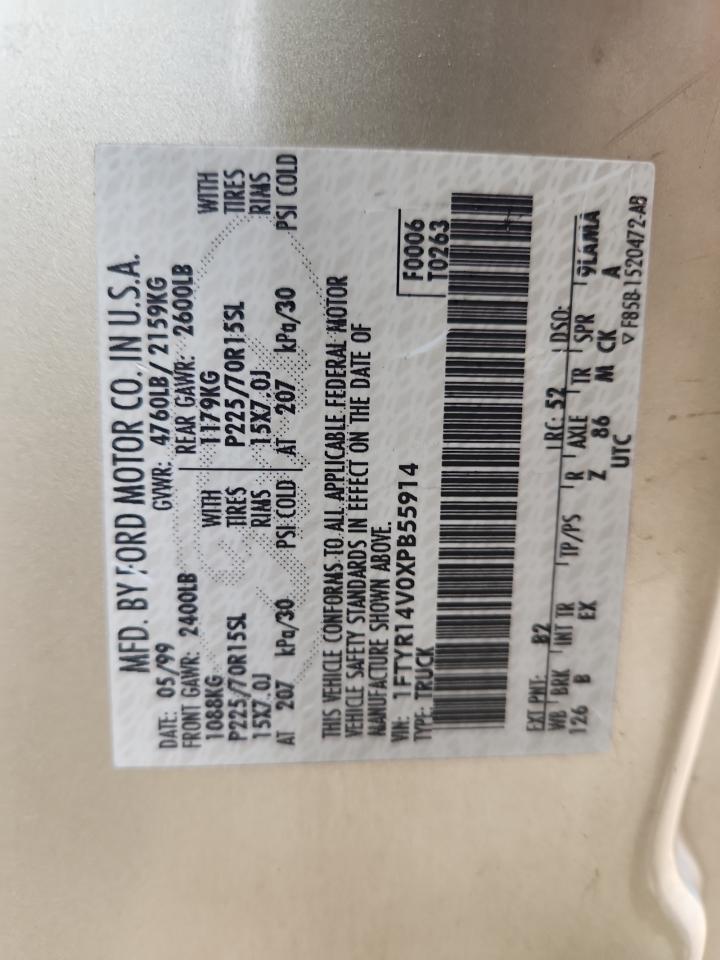 MFD. BY FORD MOTOR CO. IN U.S.A.
DATE: 05/99 GVWR: 4760LB/ 2159KG
FRONT GAWR: 2400LB REAR GAWR: 2600LB
1088KG WITH 1179KG WITH
P225/70R15SL TIRES P225/70R15SL TIRES
15X7.0J RIMS 15X7.0J RIMS
AT 207 kPa/30 PSI COLD AT 207 kPa/30 PSI COLD
THIS VEHICLE CONFORMS TO ALL APPLICABLE FEDERAL MOTOR
VEHICLE SAFETY STANDARDS IN EFFECT ON THE DATE OF
MANUFACTURE SHOWN ABOVE.
VIN: 1FTYR14V0XPB55914 F0006
TYPE: TRUCK T0263
EXT PNT: B2 RC: 52 DSO:
WB BRK INT TR TP/PS R AXLE TR SPR 9LAMA
126 B EX Z 86 M CK A
UTC ▽ F85B-1520472-AB